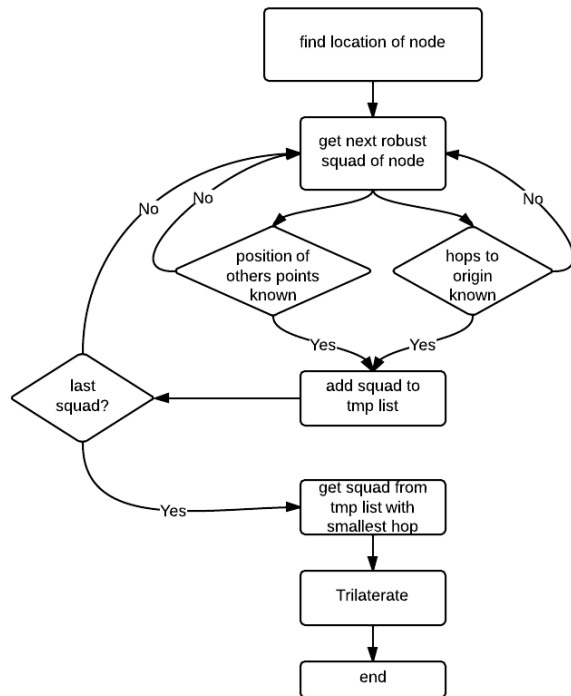 find location of node
get next robust
squad of node
No
No
No
position of
others points
known
hops to
origin
known
Yes
Yes
last
squad?
add squad to
tmp list
Yes
get squad from
tmp list with
smallest hop
Trilaterate
end